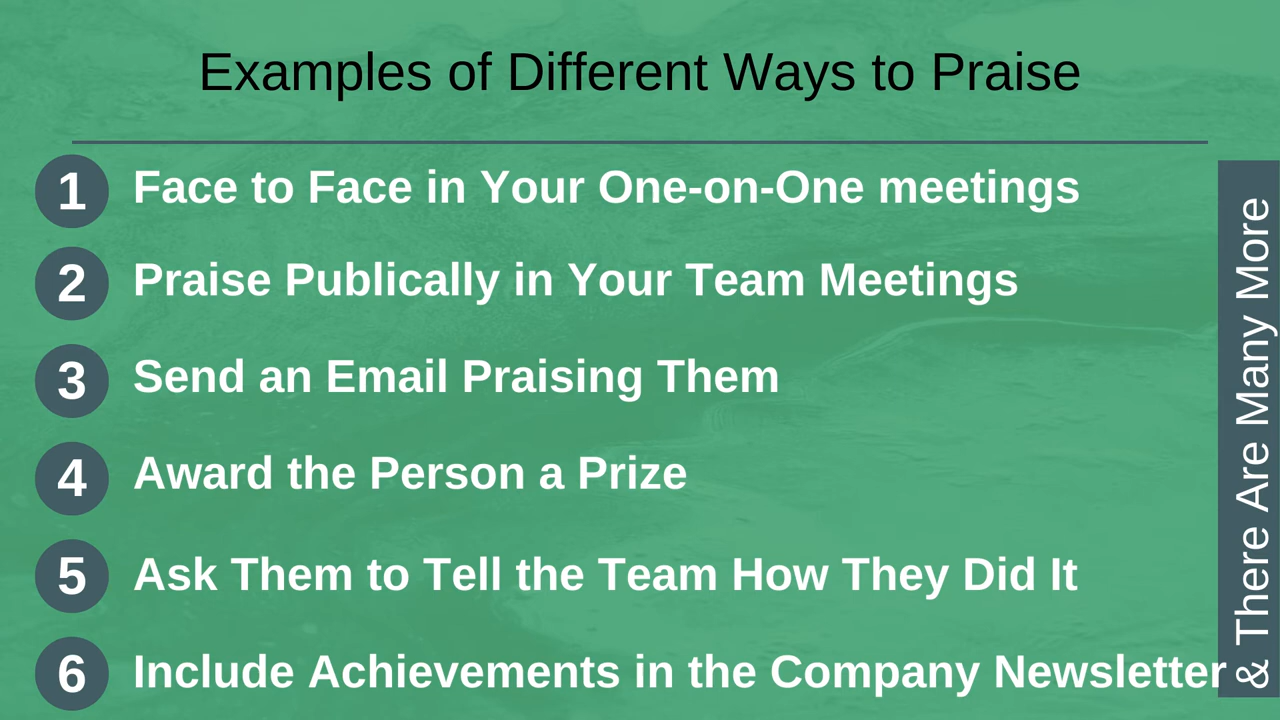 Examples of Different Ways to Praise
1 Face to Face in Your One-on-One meetings
2 Praise Publically in Your Team Meetings
3 Send an Email Praising Them
4 Award the Person a Prize
5 Ask Them to Tell the Team How They Did It
6 Include Achievements in the Company Newsletter
& There Are Many More